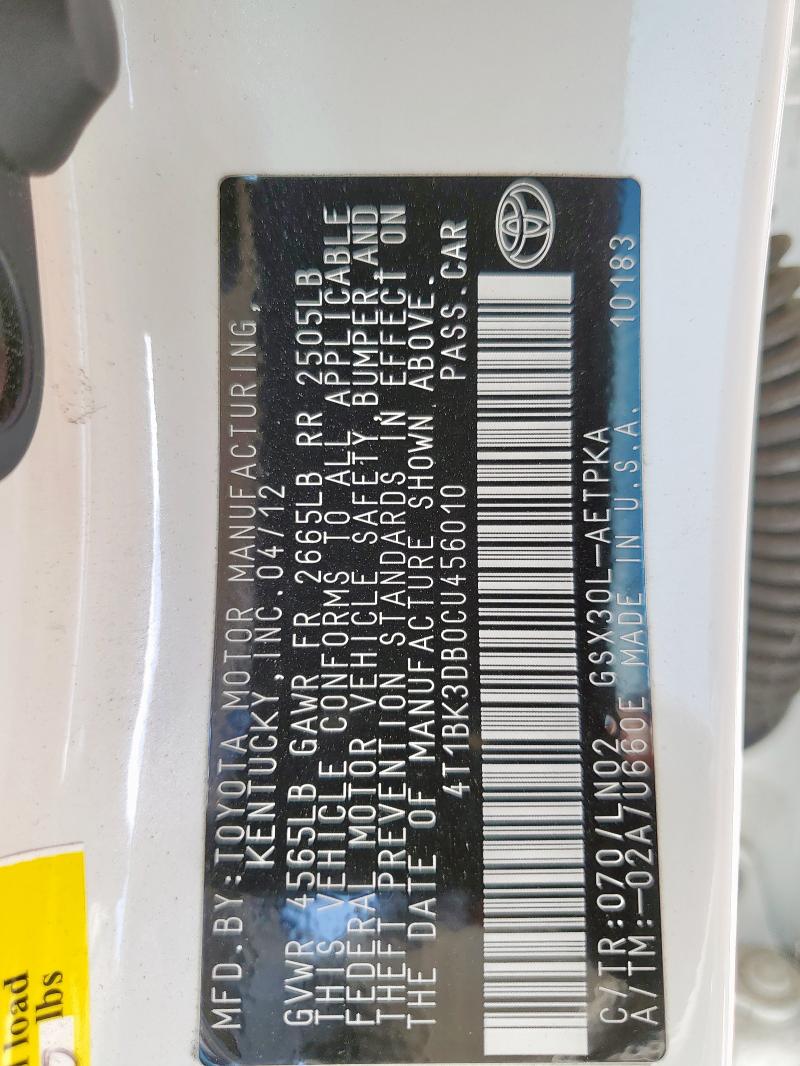 MFD.BY:TOYOTA MOTOR MANUFACTURING,
KENTUCKY,INC.04/12
GVWR 4565LB GAWR FR 2665LB RR 2505LB
THIS VEHICLE CONFORMS TO ALL APPLICABLE
FEDERAL MOTOR VEHICLE SAFETY,BUMPER,AND
THEFT PREVENTION STANDARDS IN EFFECT ON
THE DATE OF MANUFACTURE SHOWN ABOVE.
4T1BK3DB0CU456010 PASS.CAR
C/TR:070/LN02 GSX30L-AETPKA
A/TM:-02A/U660E MADE IN U.S.A. 10183
load
lbs